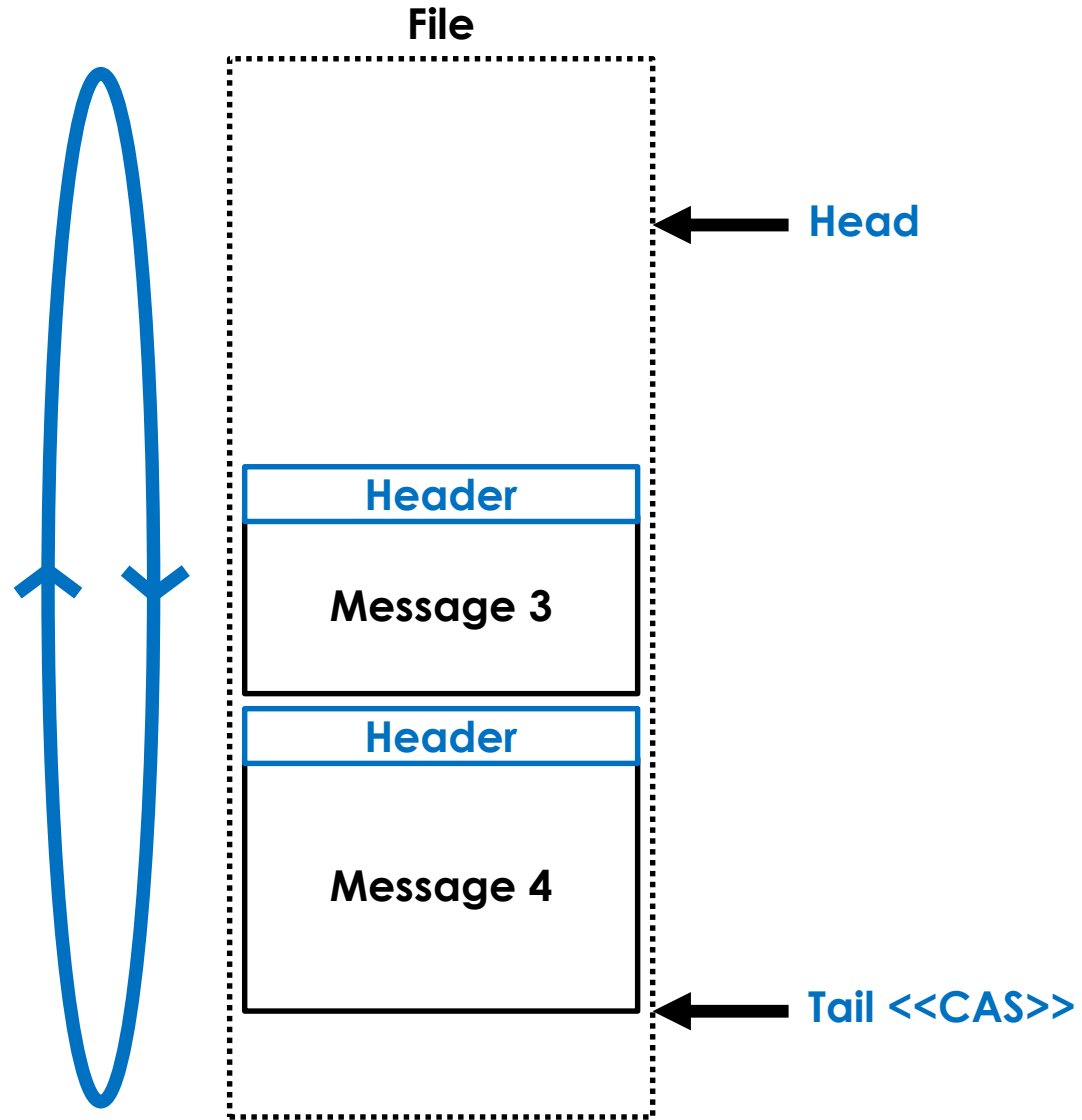 File
Head
Header
Message 3
Header
Message 4
Tail <<CAS>>